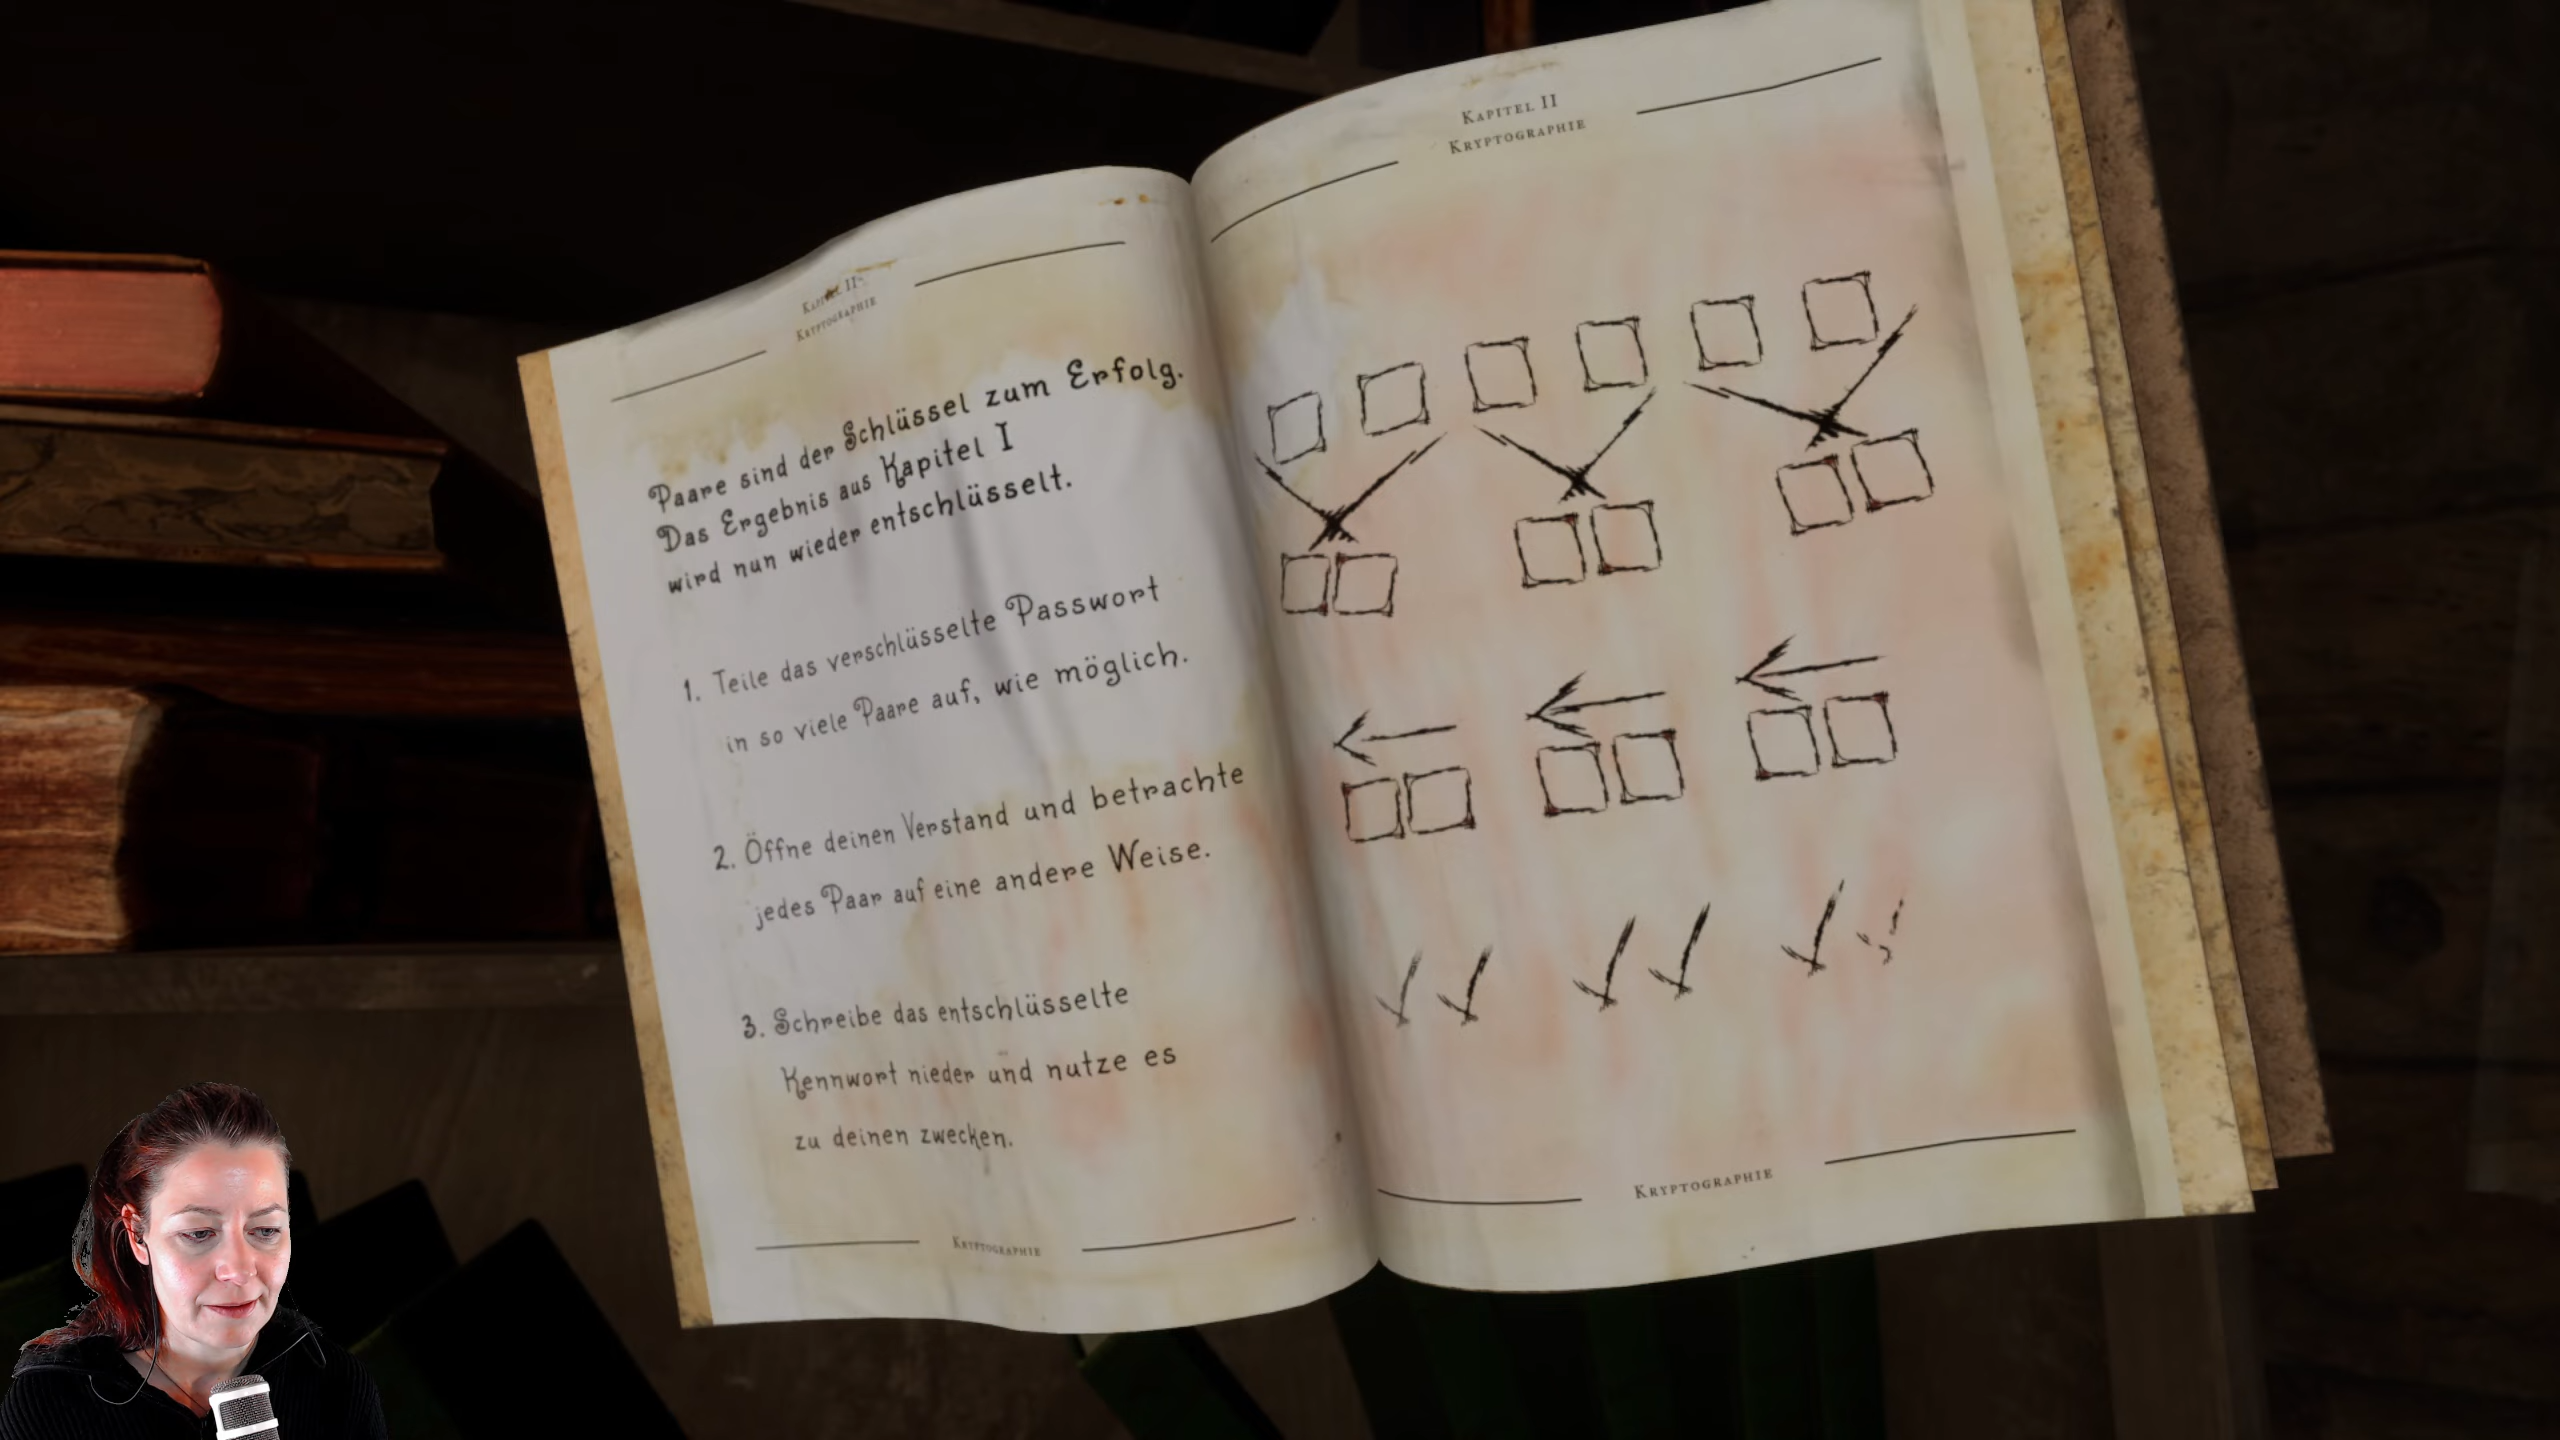 Kapitel II
Kryptographie
Paare sind der Schlüssel zum Erfolg.
Das Ergebnis aus Kapitel I
wird nun wieder entschlüsselt.
1. Teile das verschlüsselte Passwort
in so viele Paare auf, wie möglich.
2. Öffne deinen Verstand und betrachte
jedes Paar auf eine andere Weise.
3. Schreibe das entschlüsselte
Kennwort nieder und nutze es
zu deinen zwecken.
Kryptographie
Kapitel II
Kryptographie
Kryptographie